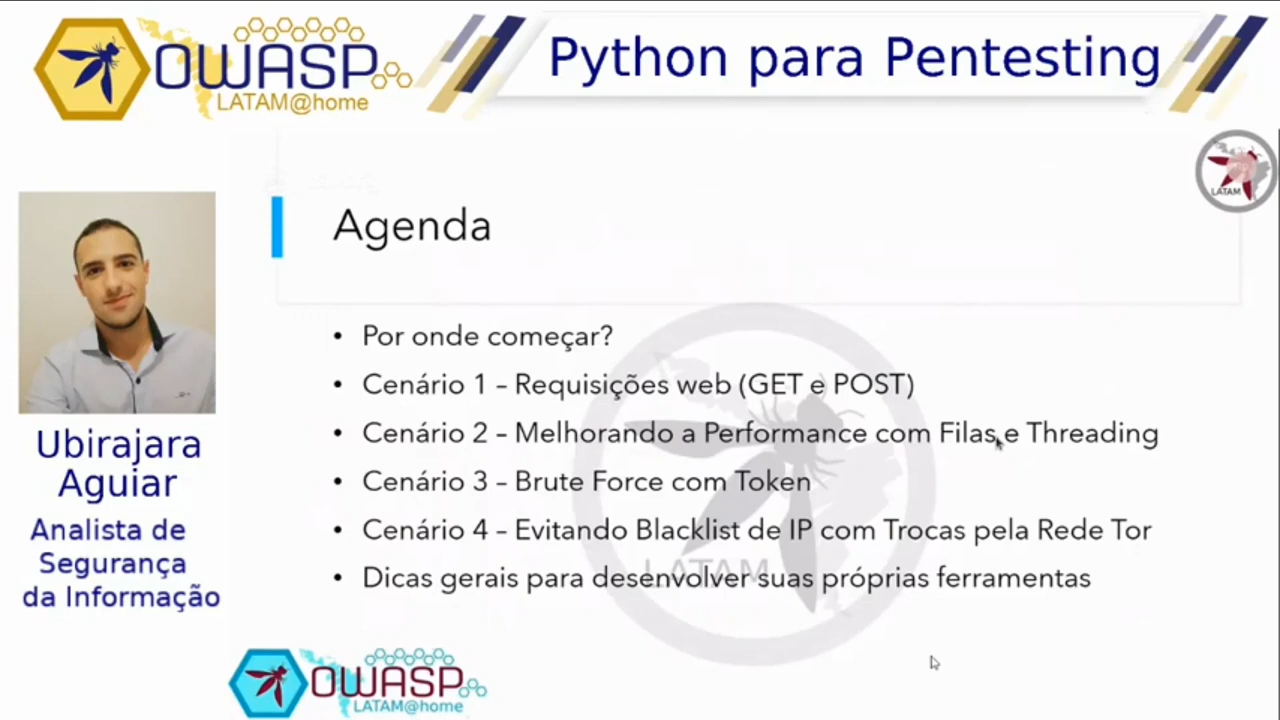 OWASP
LATAM@home
Python para Pentesting
LATAM
Agenda
• Por onde começar?
• Cenário 1 – Requisições web (GET e POST)
• Cenário 2 – Melhorando a Performance com Filas e Threading
• Cenário 3 – Brute Force com Token
• Cenário 4 – Evitando Blacklist de IP com Trocas pela Rede Tor
• Dicas gerais para desenvolver suas próprias ferramentas
LATAM
Ubirajara
Aguiar
Analista de
Segurança
da Informação
OWASP
LATAM@home